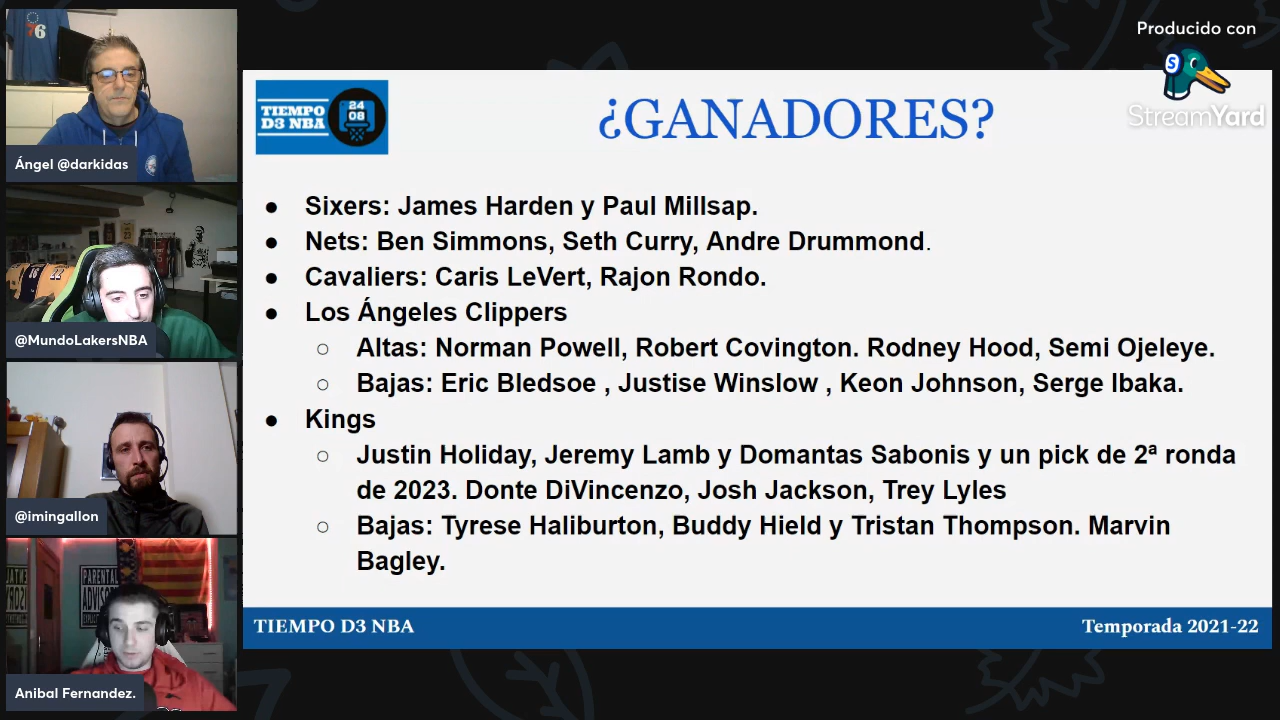 Producido con
StreamYard
76
Ángel @darkidas
@MundoLakersNBA
@imingallon
PARENTAL
ADVISORY
Anibal Fernandez.
TIEMPO
D3 NBA
24
08
¿GANADORES?
● Sixers: James Harden y Paul Millsap.
● Nets: Ben Simmons, Seth Curry, Andre Drummond.
● Cavaliers: Caris LeVert, Rajon Rondo.
● Los Ángeles Clippers
○ Altas: Norman Powell, Robert Covington. Rodney Hood, Semi Ojeleye.
○ Bajas: Eric Bledsoe , Justise Winslow , Keon Johnson, Serge Ibaka.
● Kings
○ Justin Holiday, Jeremy Lamb y Domantas Sabonis y un pick de 2ª ronda
de 2023. Donte DiVincenzo, Josh Jackson, Trey Lyles
○ Bajas: Tyrese Haliburton, Buddy Hield y Tristan Thompson. Marvin
Bagley.
TIEMPO D3 NBA
Temporada 2021-22